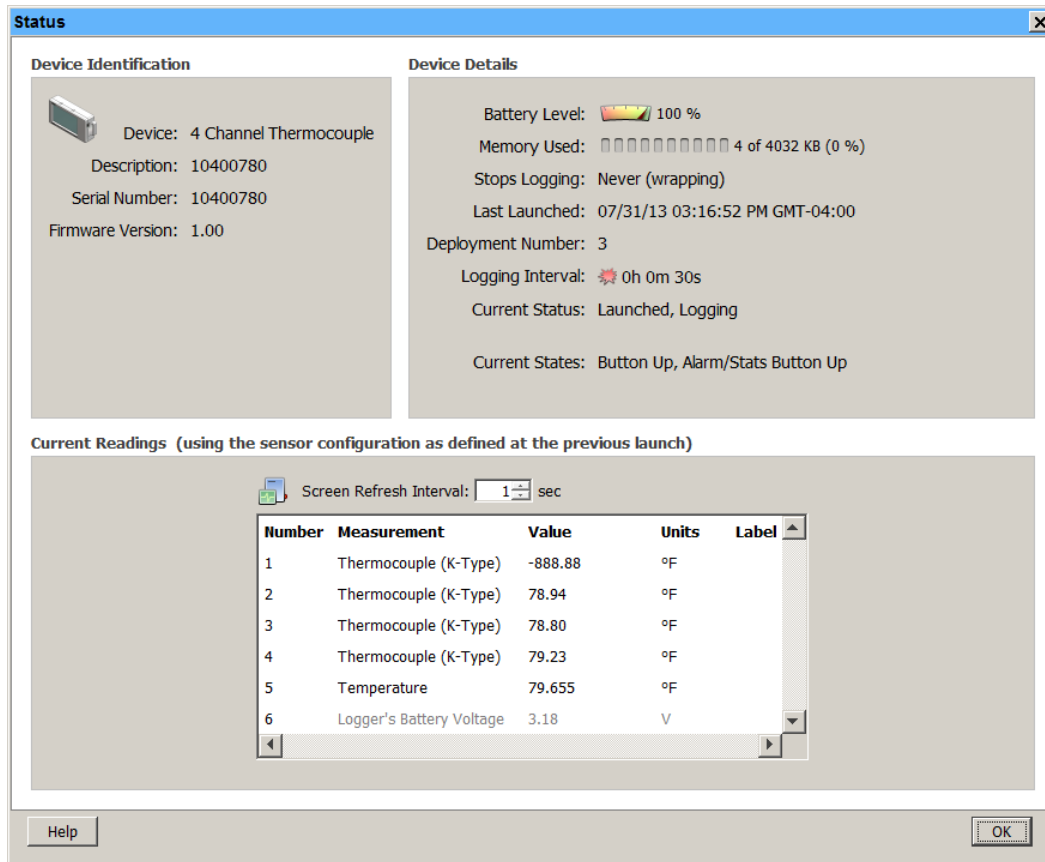 Status
Device Identification
Device: 4 Channel Thermocouple
Description: 10400780
Serial Number: 10400780
Firmware Version: 1.00
Device Details
Battery Level: 100 %
Memory Used: 4 of 4032 KB (0 %)
Stops Logging: Never (wrapping)
Last Launched: 07/31/13 03:16:52 PM GMT-04:00
Deployment Number: 3
Logging Interval: 0h 0m 30s
Current Status: Launched, Logging
Current States: Button Up, Alarm/Stats Button Up
Current Readings (using the sensor configuration as defined at the previous launch)
Screen Refresh Interval: 1 sec
Number Measurement Value Units Label
1 Thermocouple (K-Type) -888.88 °F
2 Thermocouple (K-Type) 78.94 °F
3 Thermocouple (K-Type) 78.80 °F
4 Thermocouple (K-Type) 79.23 °F
5 Temperature 79.655 °F
6 Logger's Battery Voltage 3.18 V
Help OK